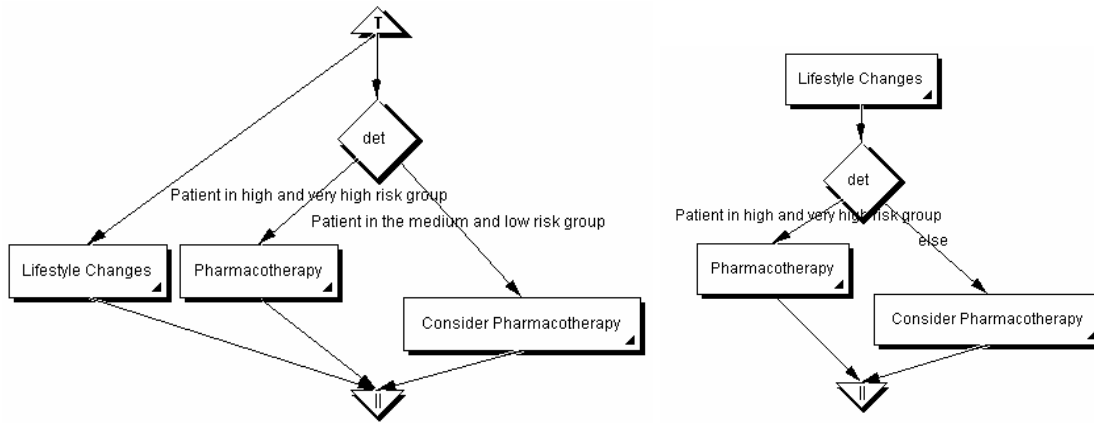 T
det
Patient in high and very high risk group
Patient in the medium and low risk group
Lifestyle Changes
Pharmacotherapy
Consider Pharmacotherapy
||
Lifestyle Changes
det
Patient in high and very high risk group
else
Pharmacotherapy
Consider Pharmacotherapy
||